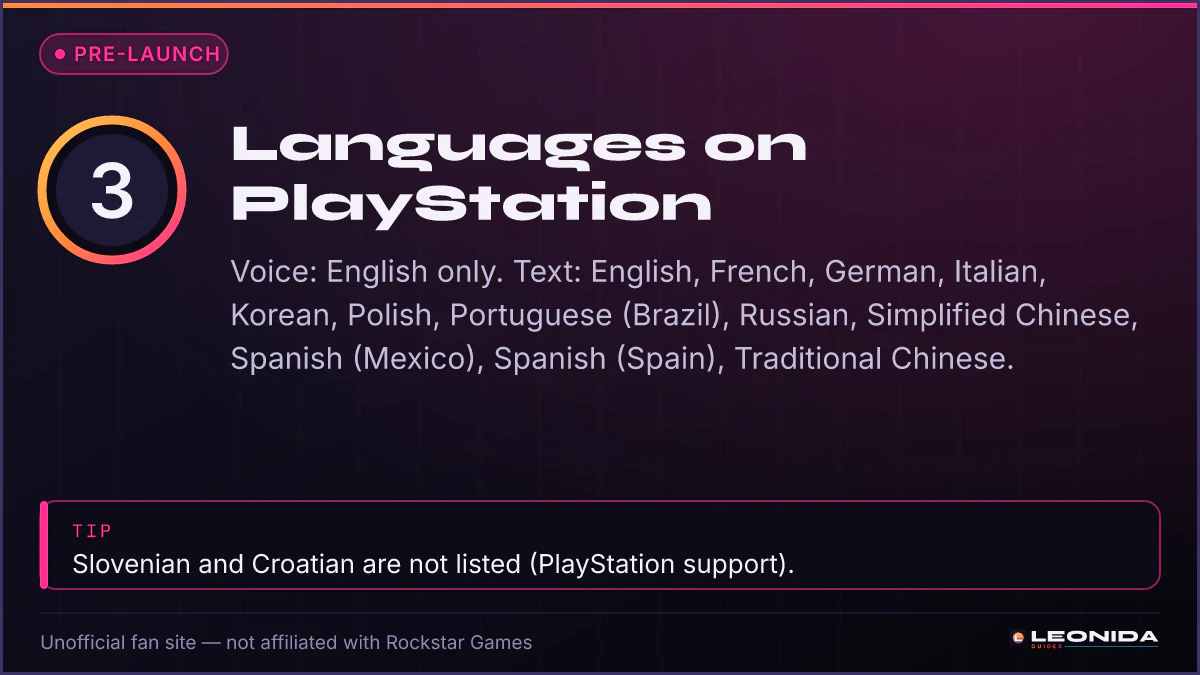 PRE-LAUNCH
3
Languages on
PlayStation
Voice: English only. Text: English, French, German, Italian,
Korean, Polish, Portuguese (Brazil), Russian, Simplified Chinese,
Spanish (Mexico), Spanish (Spain), Traditional Chinese.
TIP
Slovenian and Croatian are not listed (PlayStation support).
Unofficial fan site — not affiliated with Rockstar Games
LEONIDA
GUIDES